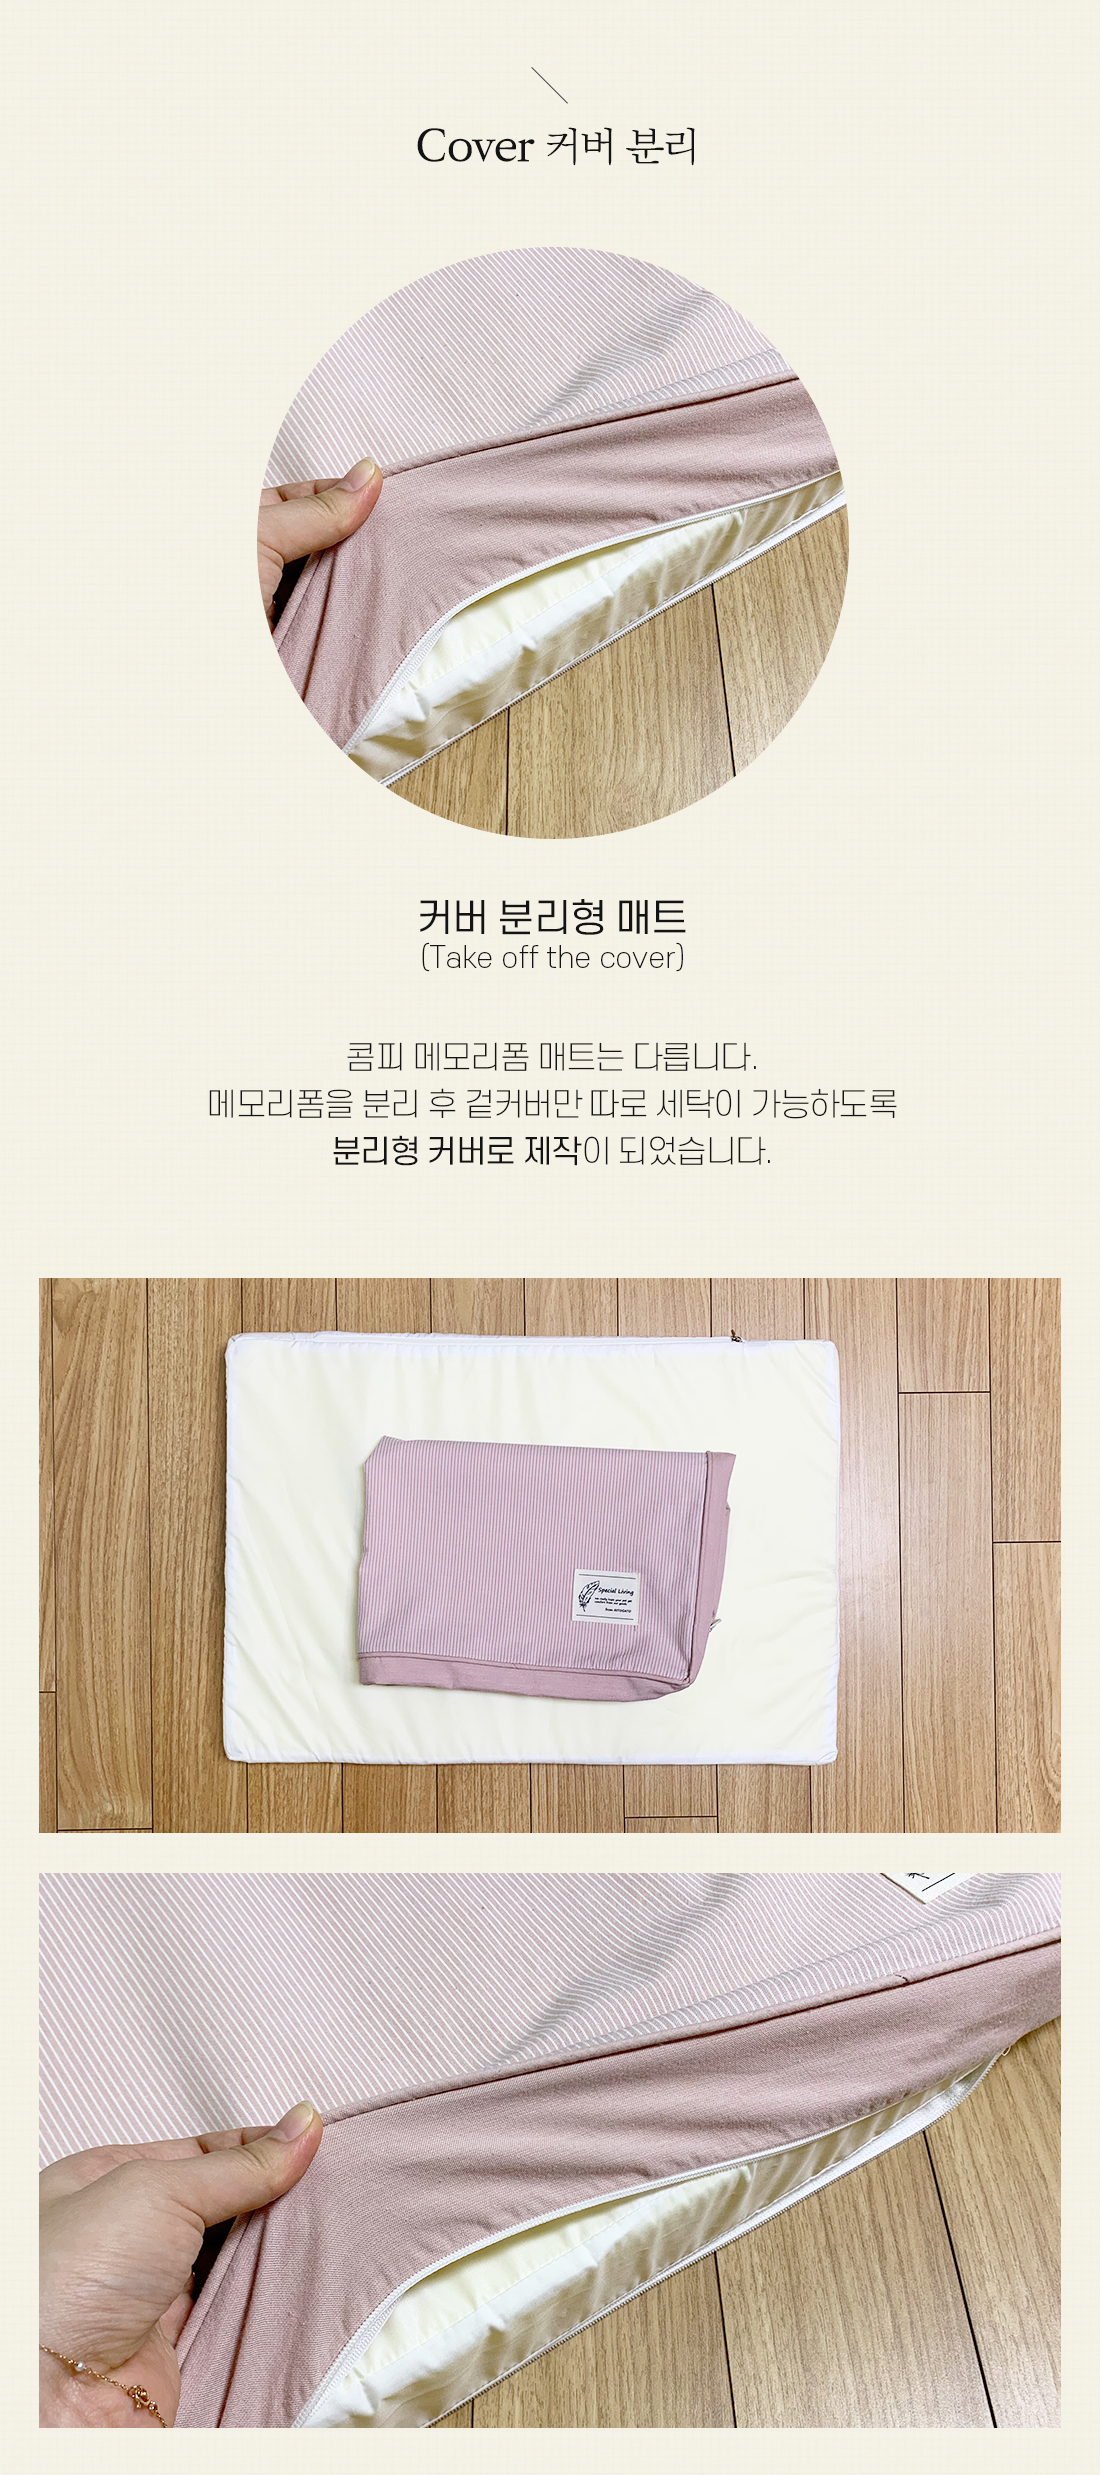 Cover 커버 분리
커버 분리형 매트
(Take off the cover)
콤피 메모리폼 매트는 다릅니다.
메모리폼을 분리 후 겉커버만 따로 세탁이 가능하도록
분리형 커버로 제작이 되었습니다.
Special Living